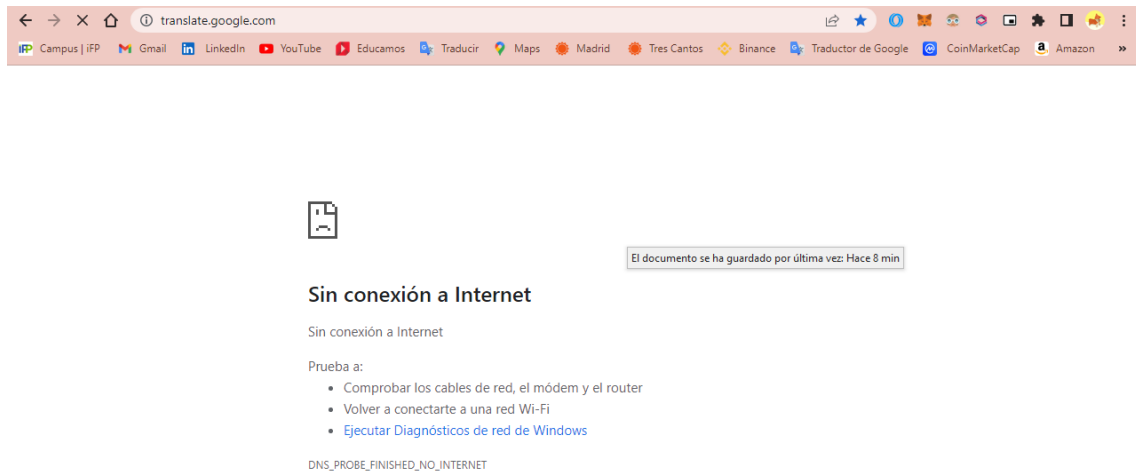 translate.google.com
iFP Campus | iFP Gmail in LinkedIn YouTube Educamos Traducir Maps Madrid Tres Cantos Binance Traductor de Google CoinMarketCap a Amazon »
El documento se ha guardado por última vez: Hace 8 min
Sin conexión a Internet
Sin conexión a Internet
Prueba a:
• Comprobar los cables de red, el módem y el router
• Volver a conectarte a una red Wi-Fi
• Ejecutar Diagnósticos de red de Windows
DNS_PROBE_FINISHED_NO_INTERNET